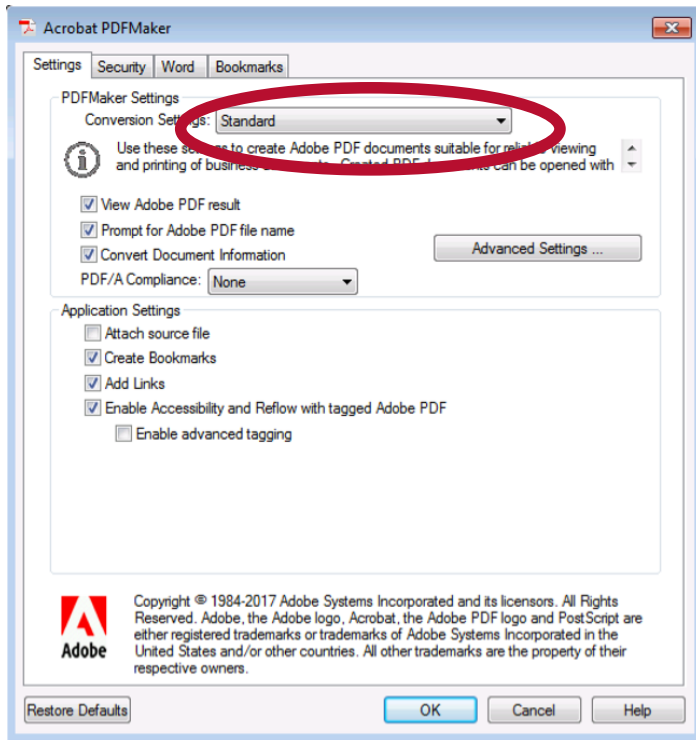 Acrobat PDFMaker
Settings Security Word Bookmarks
PDFMaker Settings
Conversion Settings: Standard
Use these settings to create Adobe PDF documents suitable for reliable viewing
and printing of business documents. Created PDF documents can be opened with
View Adobe PDF result
Prompt for Adobe PDF file name
Convert Document Information
Advanced Settings ...
PDF/A Compliance: None
Application Settings
Attach source file
Create Bookmarks
Add Links
Enable Accessibility and Reflow with tagged Adobe PDF
Enable advanced tagging
Adobe
Copyright © 1984-2017 Adobe Systems Incorporated and its licensors. All Rights
Reserved. Adobe, the Adobe logo, Acrobat, the Adobe PDF logo and PostScript are
either registered trademarks or trademarks of Adobe Systems Incorporated in the
United States and/or other countries. All other trademarks are the property of their
respective owners.
Restore Defaults OK Cancel Help